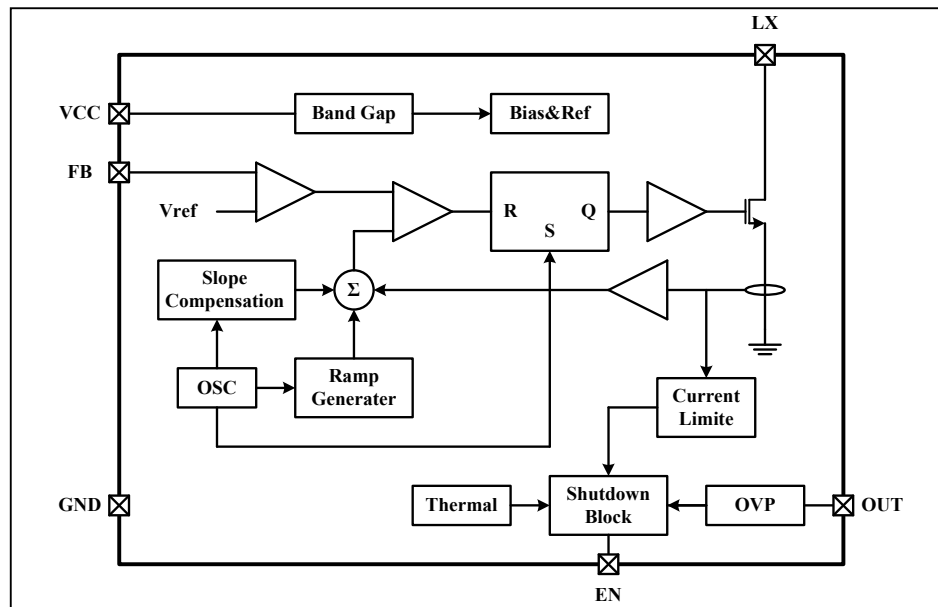 LX
VCC
Band Gap
Bias&Ref
FB
Vref
R
Q
S
Slope
Compensation
Σ
OSC
Ramp
Generater
Current
Limite
GND
Thermal
Shutdown
Block
OVP
OUT
EN